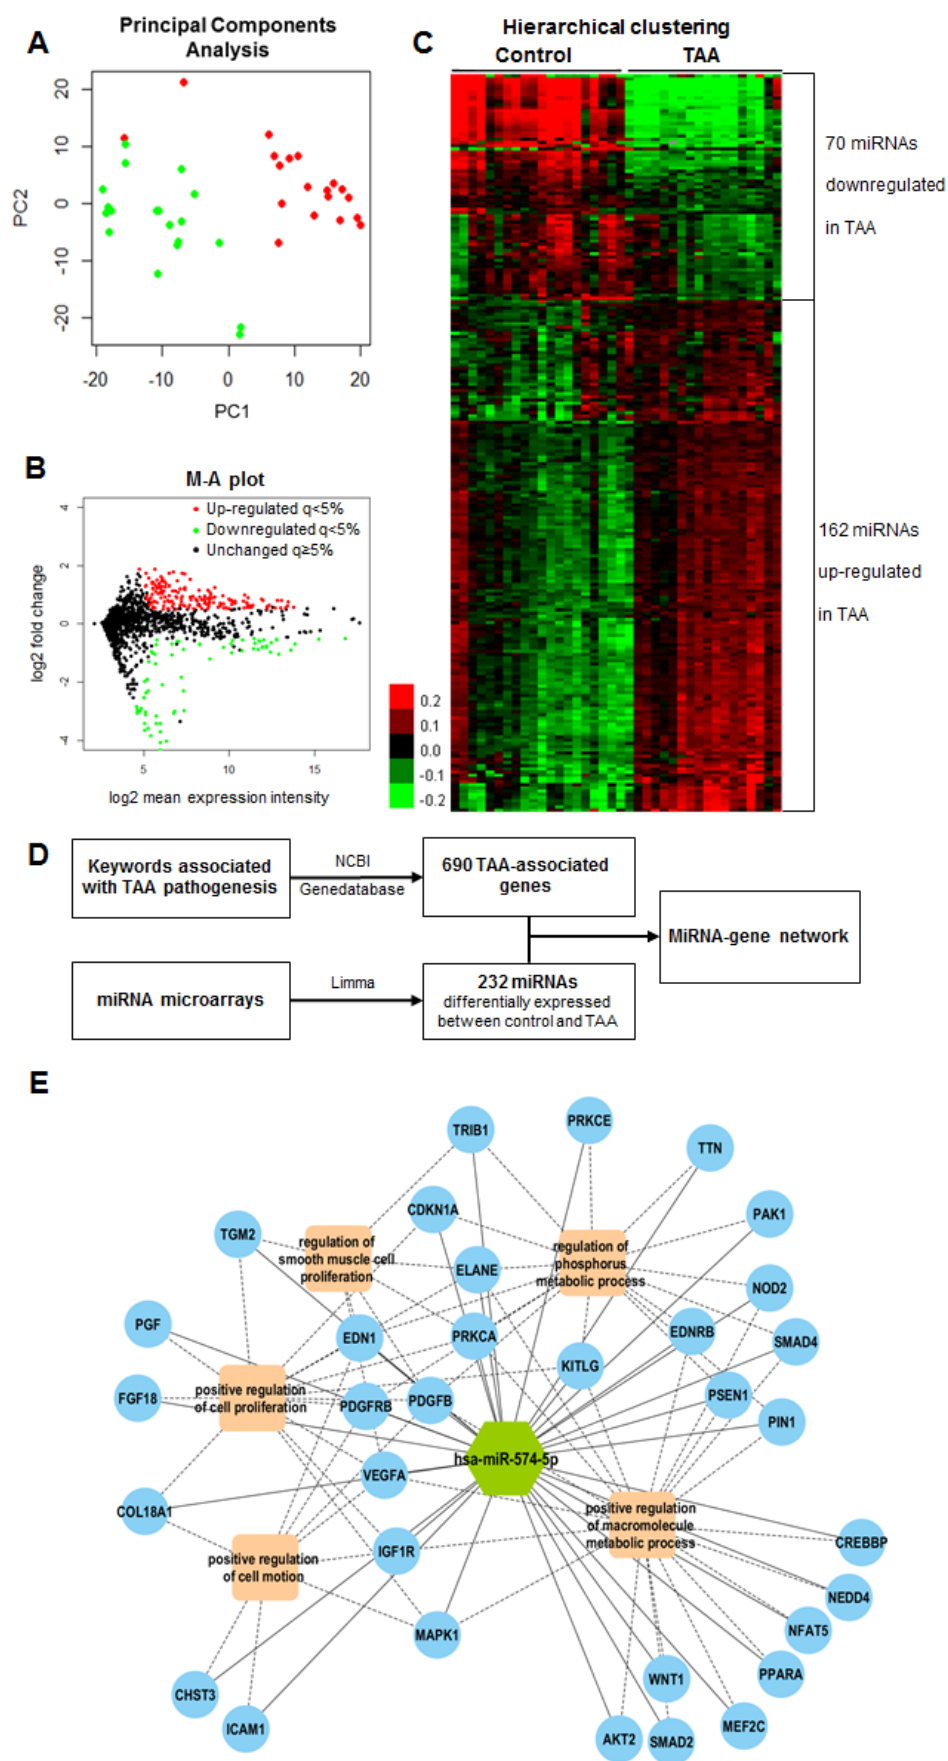 A
Principal Components
Analysis
20
10
0
-10
-20
PC2
-20
-10
0
10
20
PC1
B
M-A plot
Up-regulated q<5%
Downregulated q<5%
Unchanged q≥5%
4
2
0
-2
-4
log2 fold change
5
10
15
log2 mean expression intensity
C
Hierarchical clustering
Control
TAA
70 miRNAs
downregulated
in TAA
162 miRNAs
up-regulated
in TAA
0.2
0.1
0.0
-0.1
-0.2
D
Keywords associated
with TAA pathogenesis
NCBI
Genedatabase
690 TAA-associated
genes
MiRNA-gene network
miRNA microarrays
Limma
232 miRNAs
differentially expressed
between control and TAA
E
TRIB1
PRKCE
TTN
CDKN1A
PAK1
TGM2
regulation of
smooth muscle cell
proliferation
ELANE
regulation of
phosphorus
metabolic process
NOD2
PGF
EDN1
PRKCA
EDNRB
SMAD4
KITLG
FGF18
positive regulation
of cell proliferation
PDGFRB
PDGFB
PSEN1
PIN1
hsa-miR-574-5p
VEGFA
COL18A1
positive regulation
of macromolecule
metabolic process
CREBBP
positive regulation
of cell motion
IGF1R
NEDD4
MAPK1
NFAT5
PPARA
WNT1
CHST3
ICAM1
AKT2
SMAD2
MEF2C